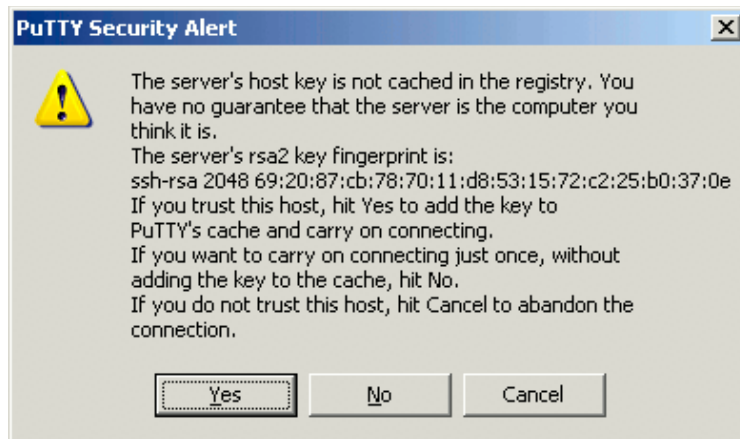 PuTTY Security Alert
The server's host key is not cached in the registry. You
have no guarantee that the server is the computer you
think it is.
The server's rsa2 key fingerprint is:
ssh-rsa 2048 69:20:87:cb:78:70:11:d8:53:15:72:c2:25:b0:37:0e
If you trust this host, hit Yes to add the key to
PuTTY's cache and carry on connecting.
If you want to carry on connecting just once, without
adding the key to the cache, hit No.
If you do not trust this host, hit Cancel to abandon the
connection.
Yes No Cancel